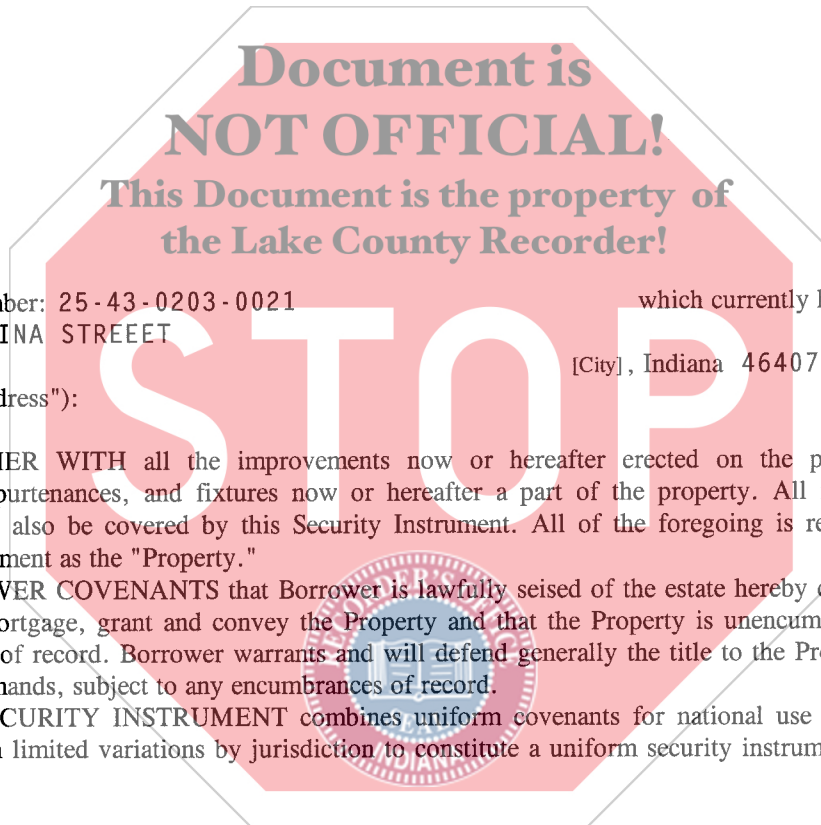 Document is
NOT OFFICIAL!
This Document is the property of
the Lake County Recorder!
ber: 25-43-0203-0021 which currently
INA STREEET
[City], Indiana 46407
dress"):
STOP
ER WITH all the improvements now or hereafter erected on the p
purtenances, and fixtures now or hereafter a part of the property. All
also be covered by this Security Instrument. All of the foregoing is re
ment as the "Property."
VER COVENANTS that Borrower is lawfully seised of the estate hereby
ortgage, grant and convey the Property and that the Property is unencum
of record. Borrower warrants and will defend generally the title to the Pr
nands, subject to any encumbrances of record.
CURITY INSTRUMENT combines uniform covenants for national use
limited variations by jurisdiction to constitute a uniform security instrum
RECORDER'S OFFICE
LAKE
INDIANA